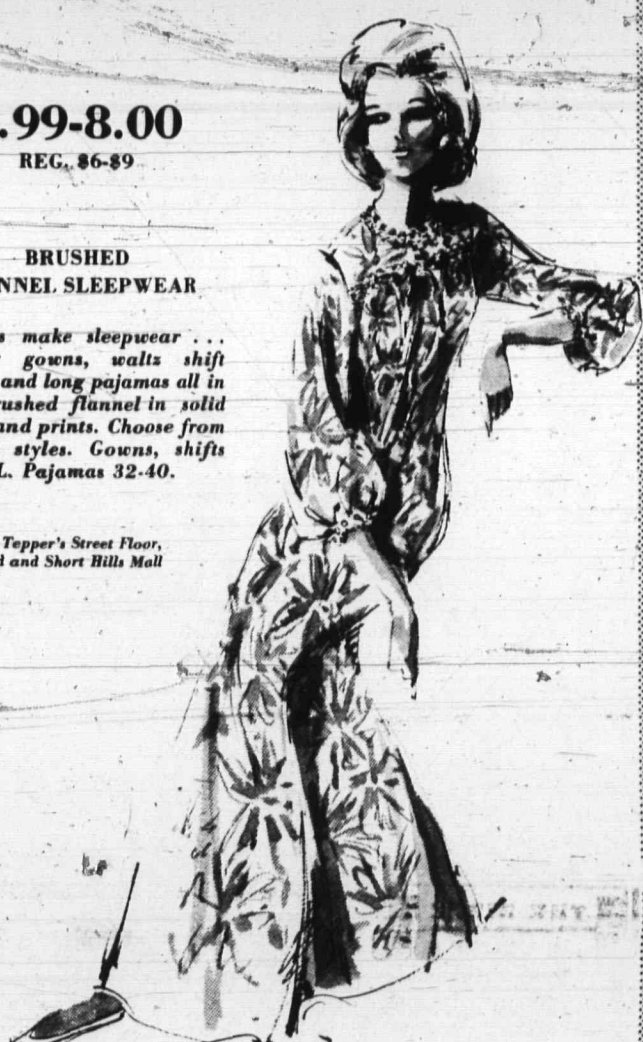 .99-8.00
REG. $6-$9
BRUSHED
NNEL SLEEPWEAR
s make sleepwear ...
gowns, waltz shift
and long pajamas all in
rushed flannel in solid
and prints. Choose from
styles. Gowns, shifts
L. Pajamas 32-40.
Tepper's Street Floor,
d and Short Hills Mall